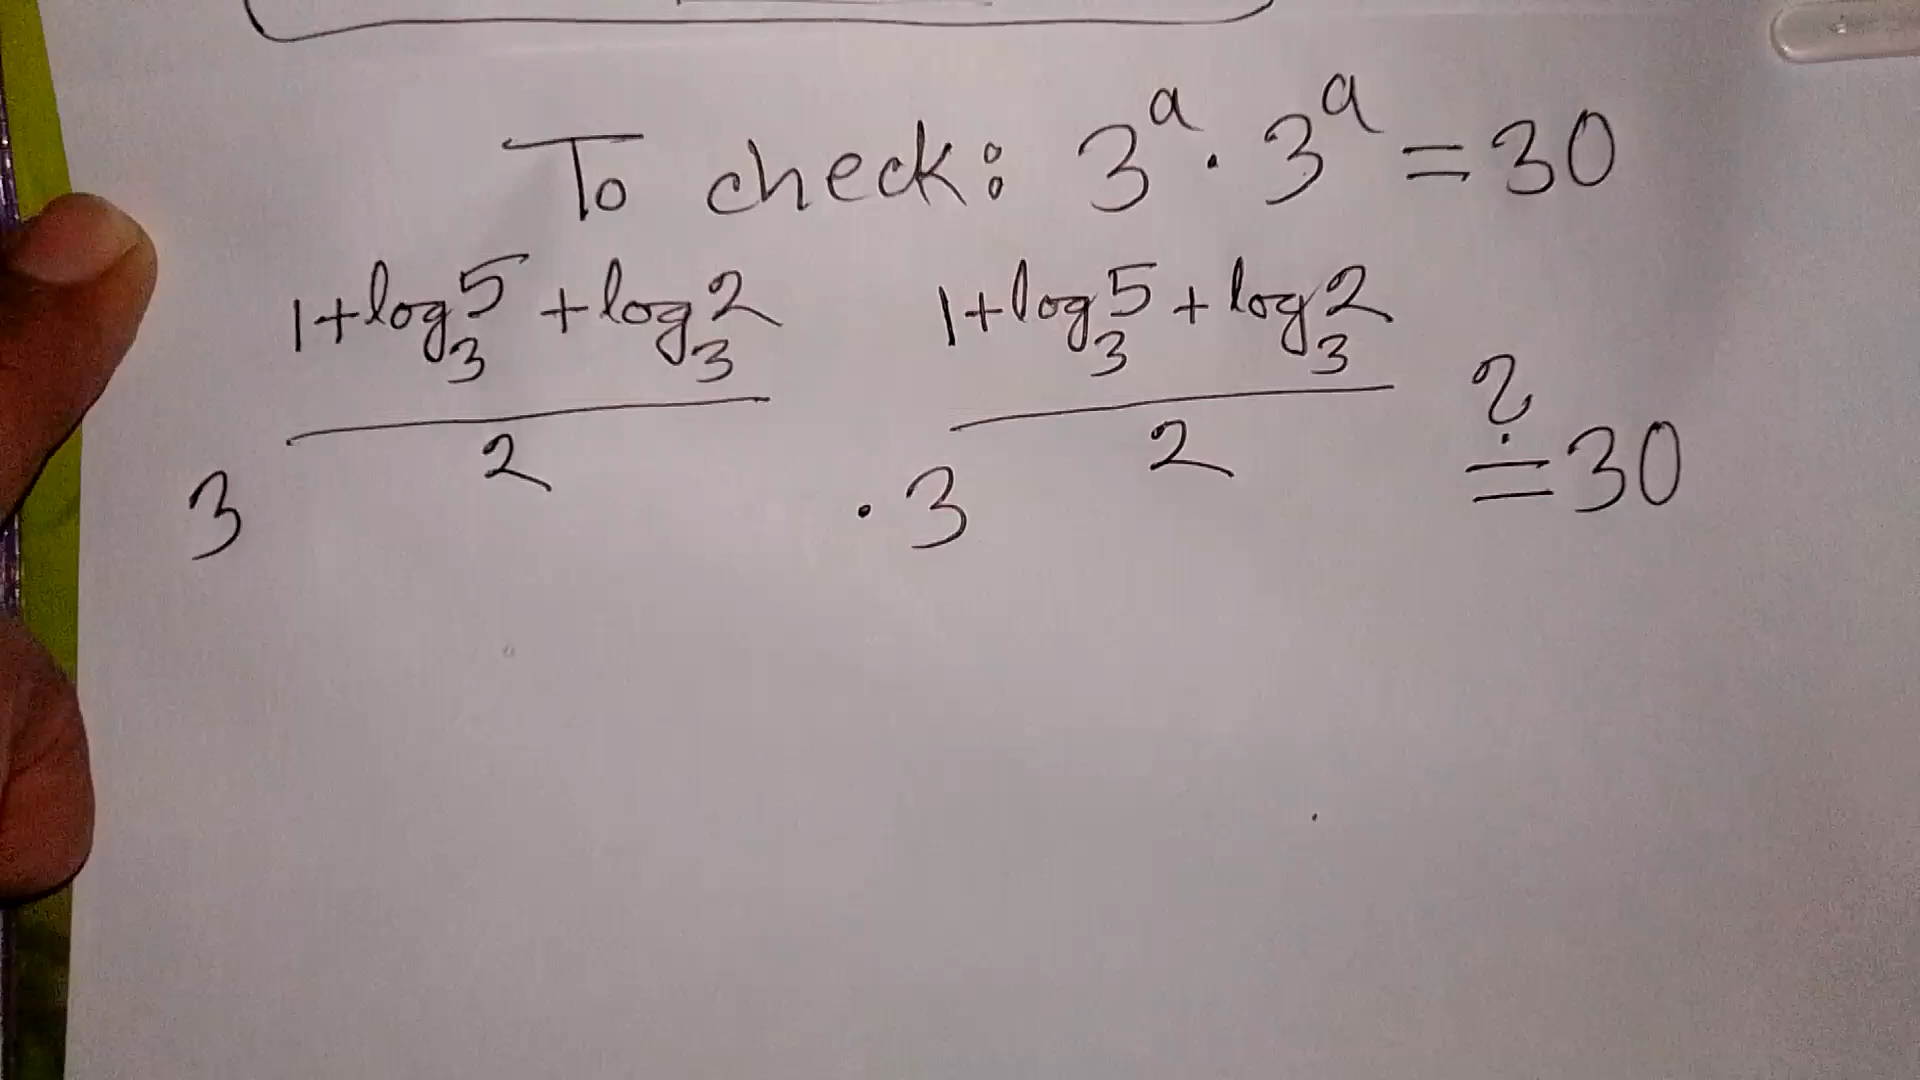 To check: 3^a · 3^a = 30
3^((1+log_3 5 + log_3 2)/2) · 3^((1+log_3 5 + log_3 2)/2) ?= 30